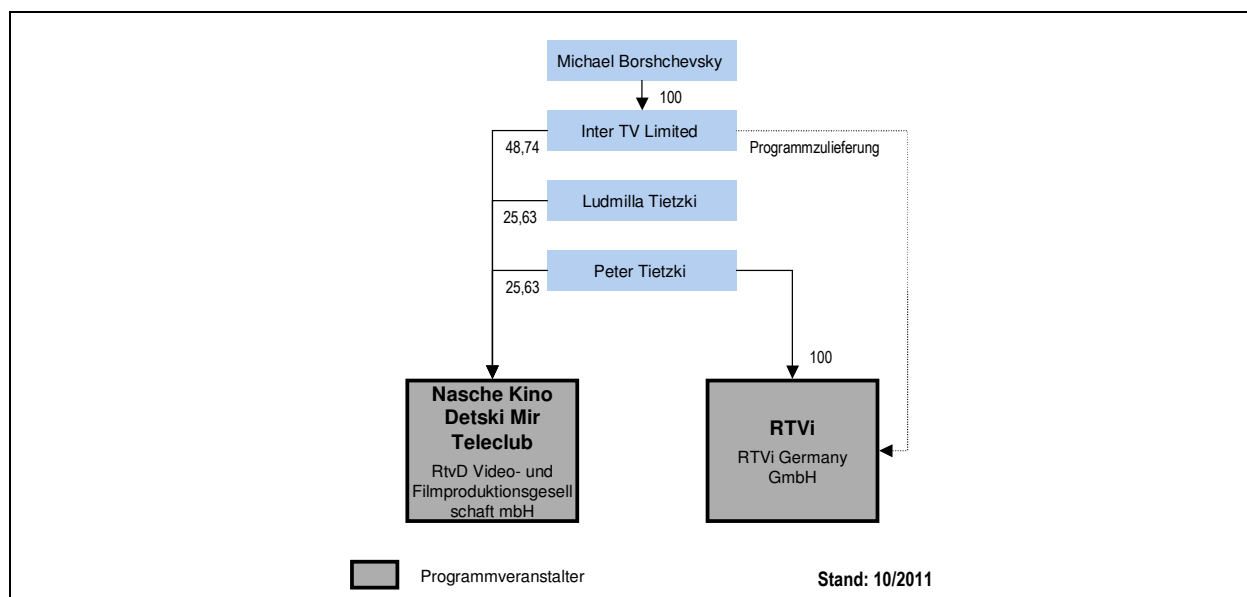 Michael Borshchevsky
100
Inter TV Limited
48,74
Programmzulieferung
Ludmilla Tietzki
25,63
Peter Tietzki
25,63
100
Nasche Kino
Detski Mir
Teleclub
RtvD Video- und
Filmproduktionsgesell
schaft mbH
RTVi
RTVi Germany
GmbH
Programmveranstalter
Stand: 10/2011